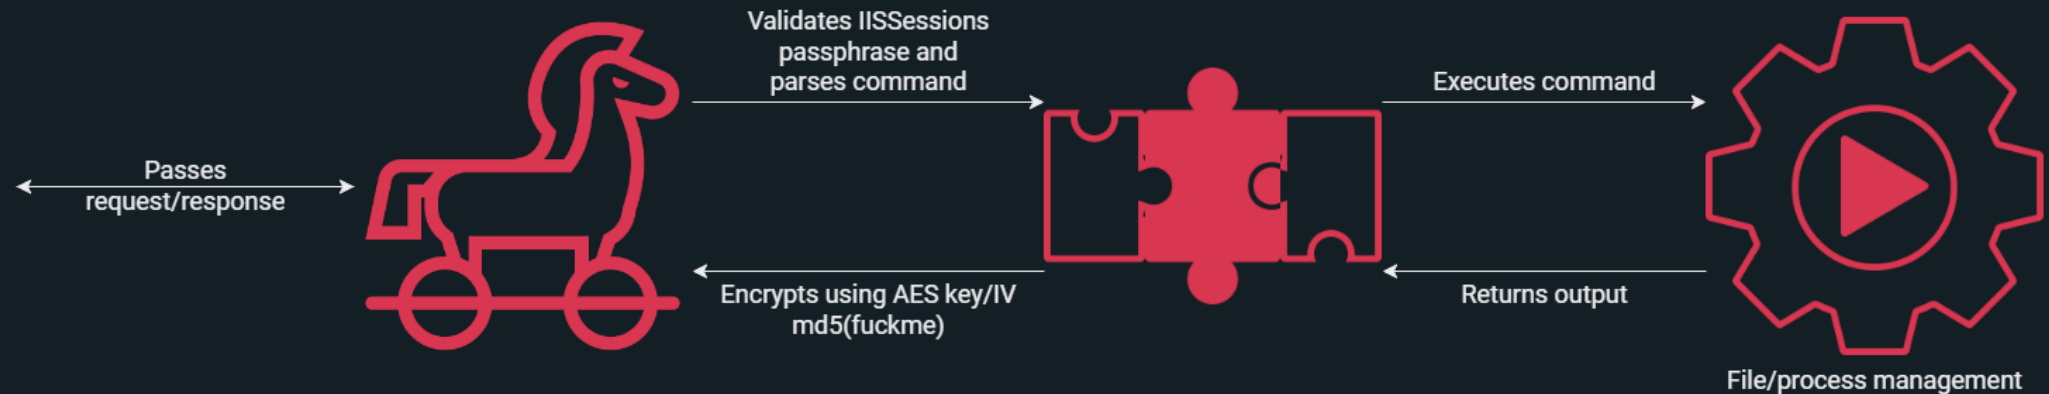 Validates IISSessions
passphrase and
parses command
Executes command
Passes
request/response
Encrypts using AES key/IV
md5(fuckme)
Returns output
File/process management